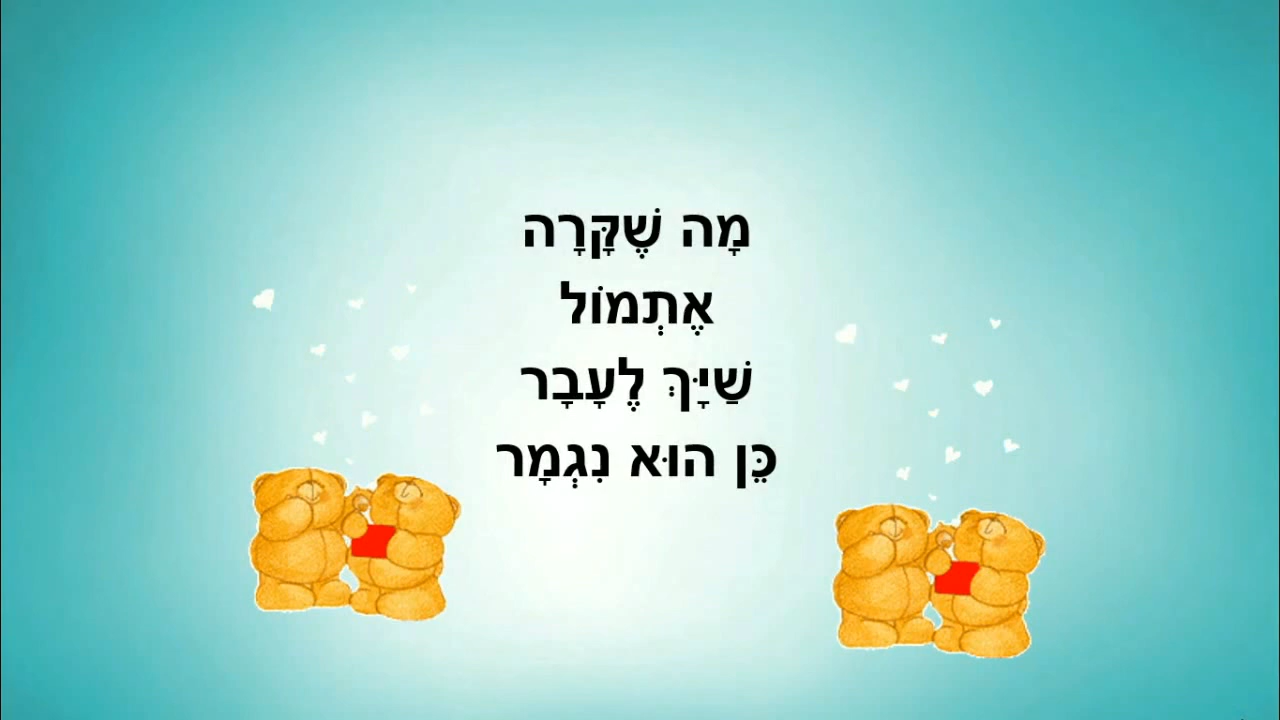 מָה שֶׁקָּרָה
אֶתְמוֹל
שַׁיָּךְ לֶעָבָר
כֵּן הוּא נִגְמָר